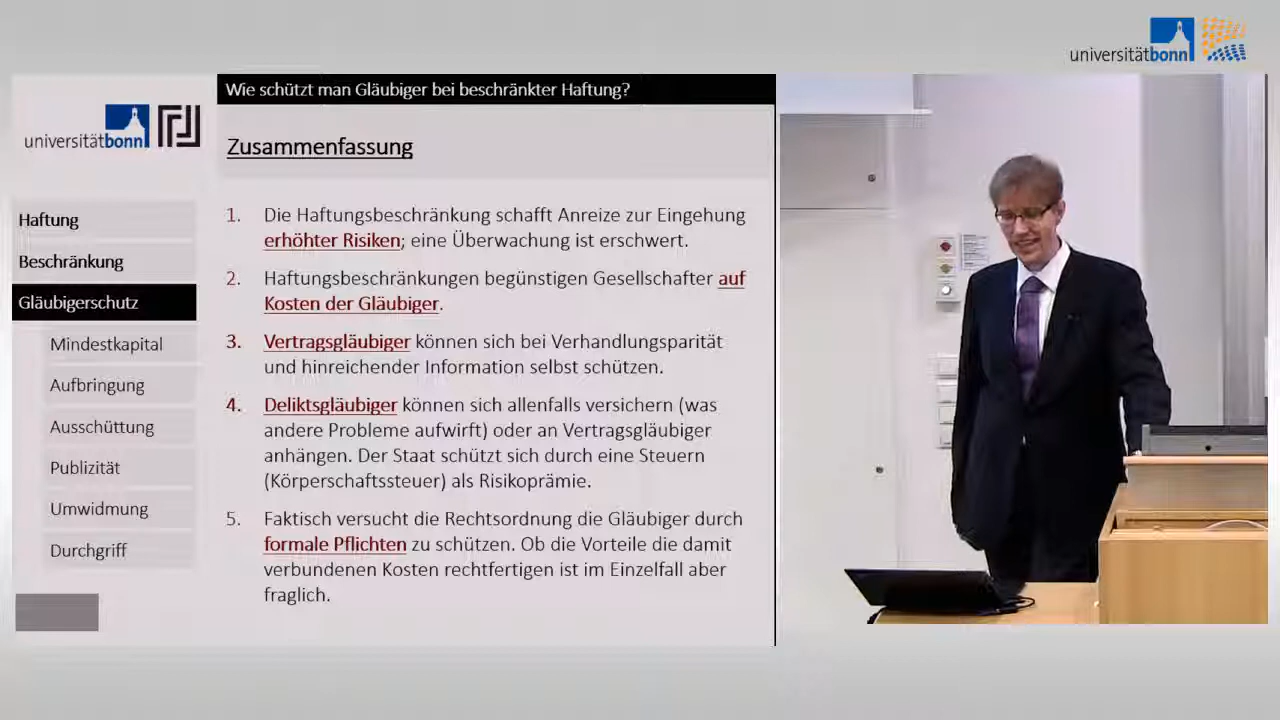 universitätbonn
Wie schützt man Gläubiger bei beschränkter Haftung?
universitätbonn
Zusammenfassung
Haftung
Beschränkung
Gläubigerschutz
Mindestkapital
Aufbringung
Ausschüttung
Publizität
Umwidmung
Durchgriff
1. Die Haftungsbeschränkung schafft Anreize zur Eingehung
erhöhter Risiken; eine Überwachung ist erschwert.
2. Haftungsbeschränkungen begünstigen Gesellschafter auf
Kosten der Gläubiger.
3. Vertragsgläubiger können sich bei Verhandlungsparität
und hinreichender Information selbst schützen.
4. Deliktsgläubiger können sich allenfalls versichern (was
andere Probleme aufwirft) oder an Vertragsgläubiger
anhängen. Der Staat schützt sich durch eine Steuern
(Körperschaftssteuer) als Risikoprämie.
5. Faktisch versucht die Rechtsordnung die Gläubiger durch
formale Pflichten zu schützen. Ob die Vorteile die damit
verbundenen Kosten rechtfertigen ist im Einzelfall aber
fraglich.